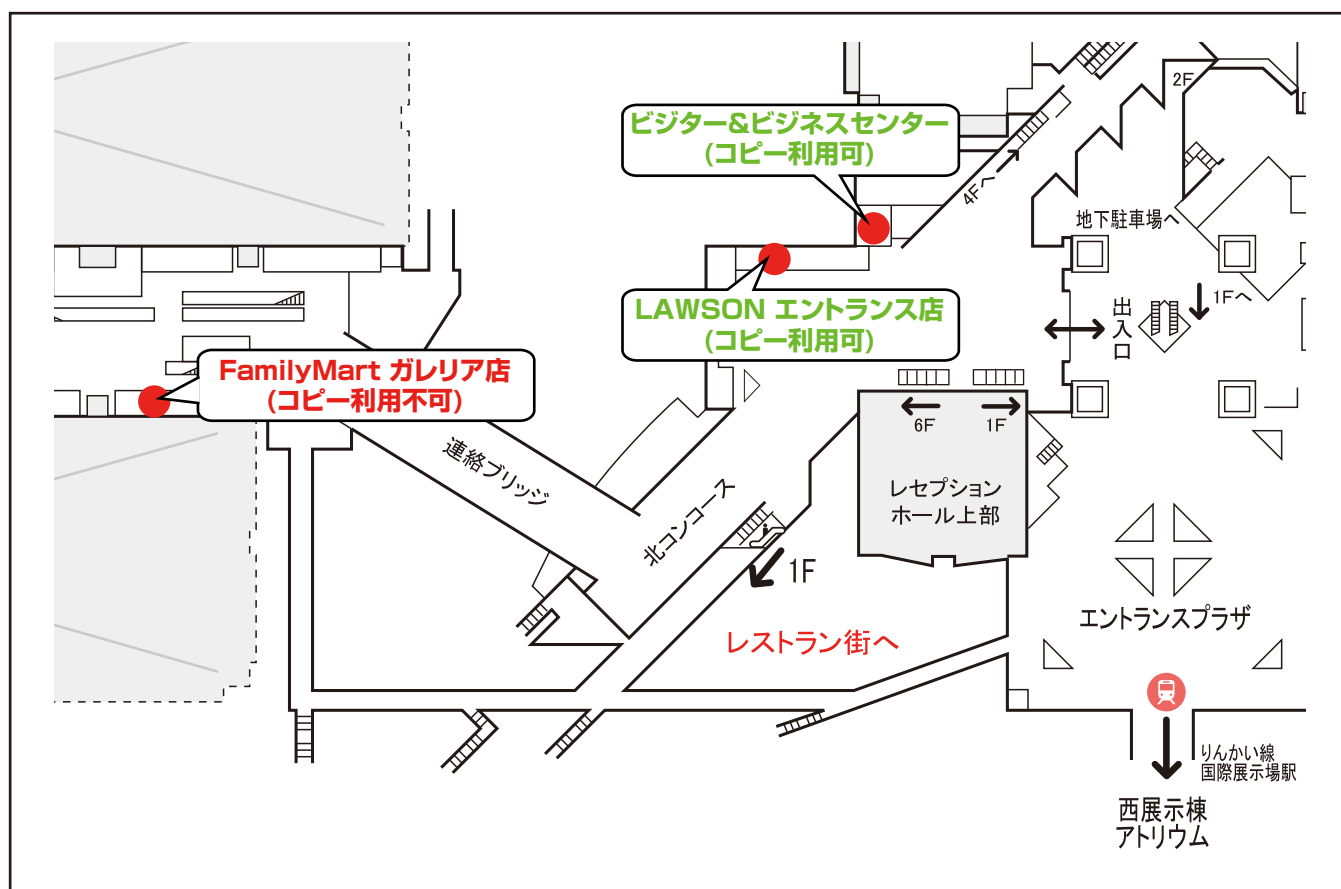 2F
ビジター&ビジネスセンター
(コピー利用可)
4Fへ
地下駐車場へ
1Fへ
出入口
LAWSON エントランス店
(コピー利用可)
FamilyMart ガレリア店
(コピー利用不可)
6F
1F
連絡ブリッジ
北コンコース
レセプション
ホール上部
1F
エントランスプラザ
レストラン街へ
りんかい線
国際展示場駅
西展示棟
アトリウム